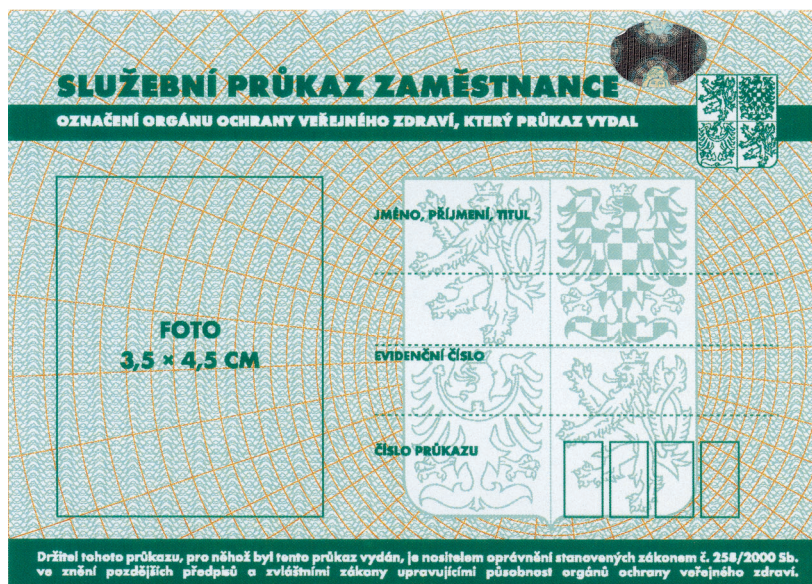 SLUŽEBNÍ PRŮKAZ ZAMĚSTNANCE
OZNAČENÍ ORGÁNU OCHRANY VEŘEJNÉHO ZDRAVÍ, KTERÝ PRŮKAZ VYDAL
JMÉNO, PŘÍJMENÍ, TITUL
FOTO
3,5 × 4,5 CM
EVIDENČNÍ ČÍSLO
ČÍSLO PRŮKAZU
Držitel tohoto průkazu, pro něhož byl tento průkaz vydán, je nositelem oprávnění stanovených zákonem č. 258/2000 Sb.
ve znění pozdějších předpisů a zvláštními zákony upravujícími působnost orgánů ochrany veřejného zdraví.